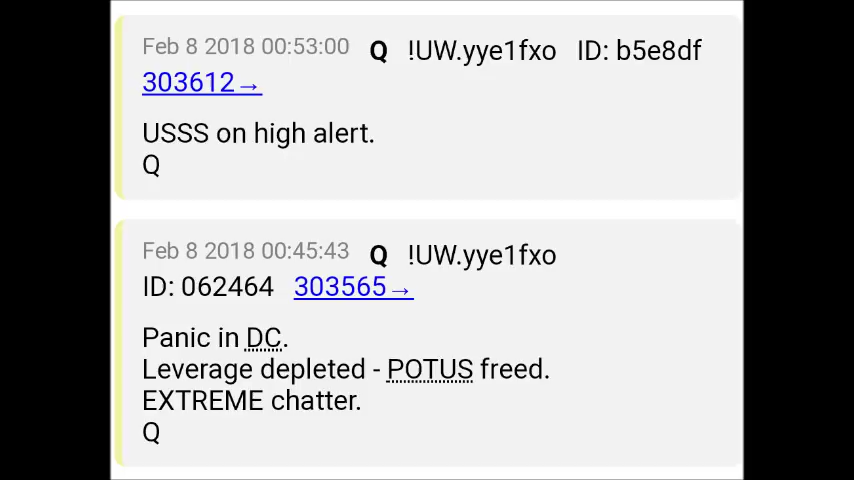 Feb 8 2018 00:53:00 Q !UW.yye1fxo ID: b5e8df
303612→
USSS on high alert.
Q
Feb 8 2018 00:45:43 Q !UW.yye1fxo
ID: 062464 303565→
Panic in DC.
Leverage depleted - POTUS freed.
EXTREME chatter.
Q